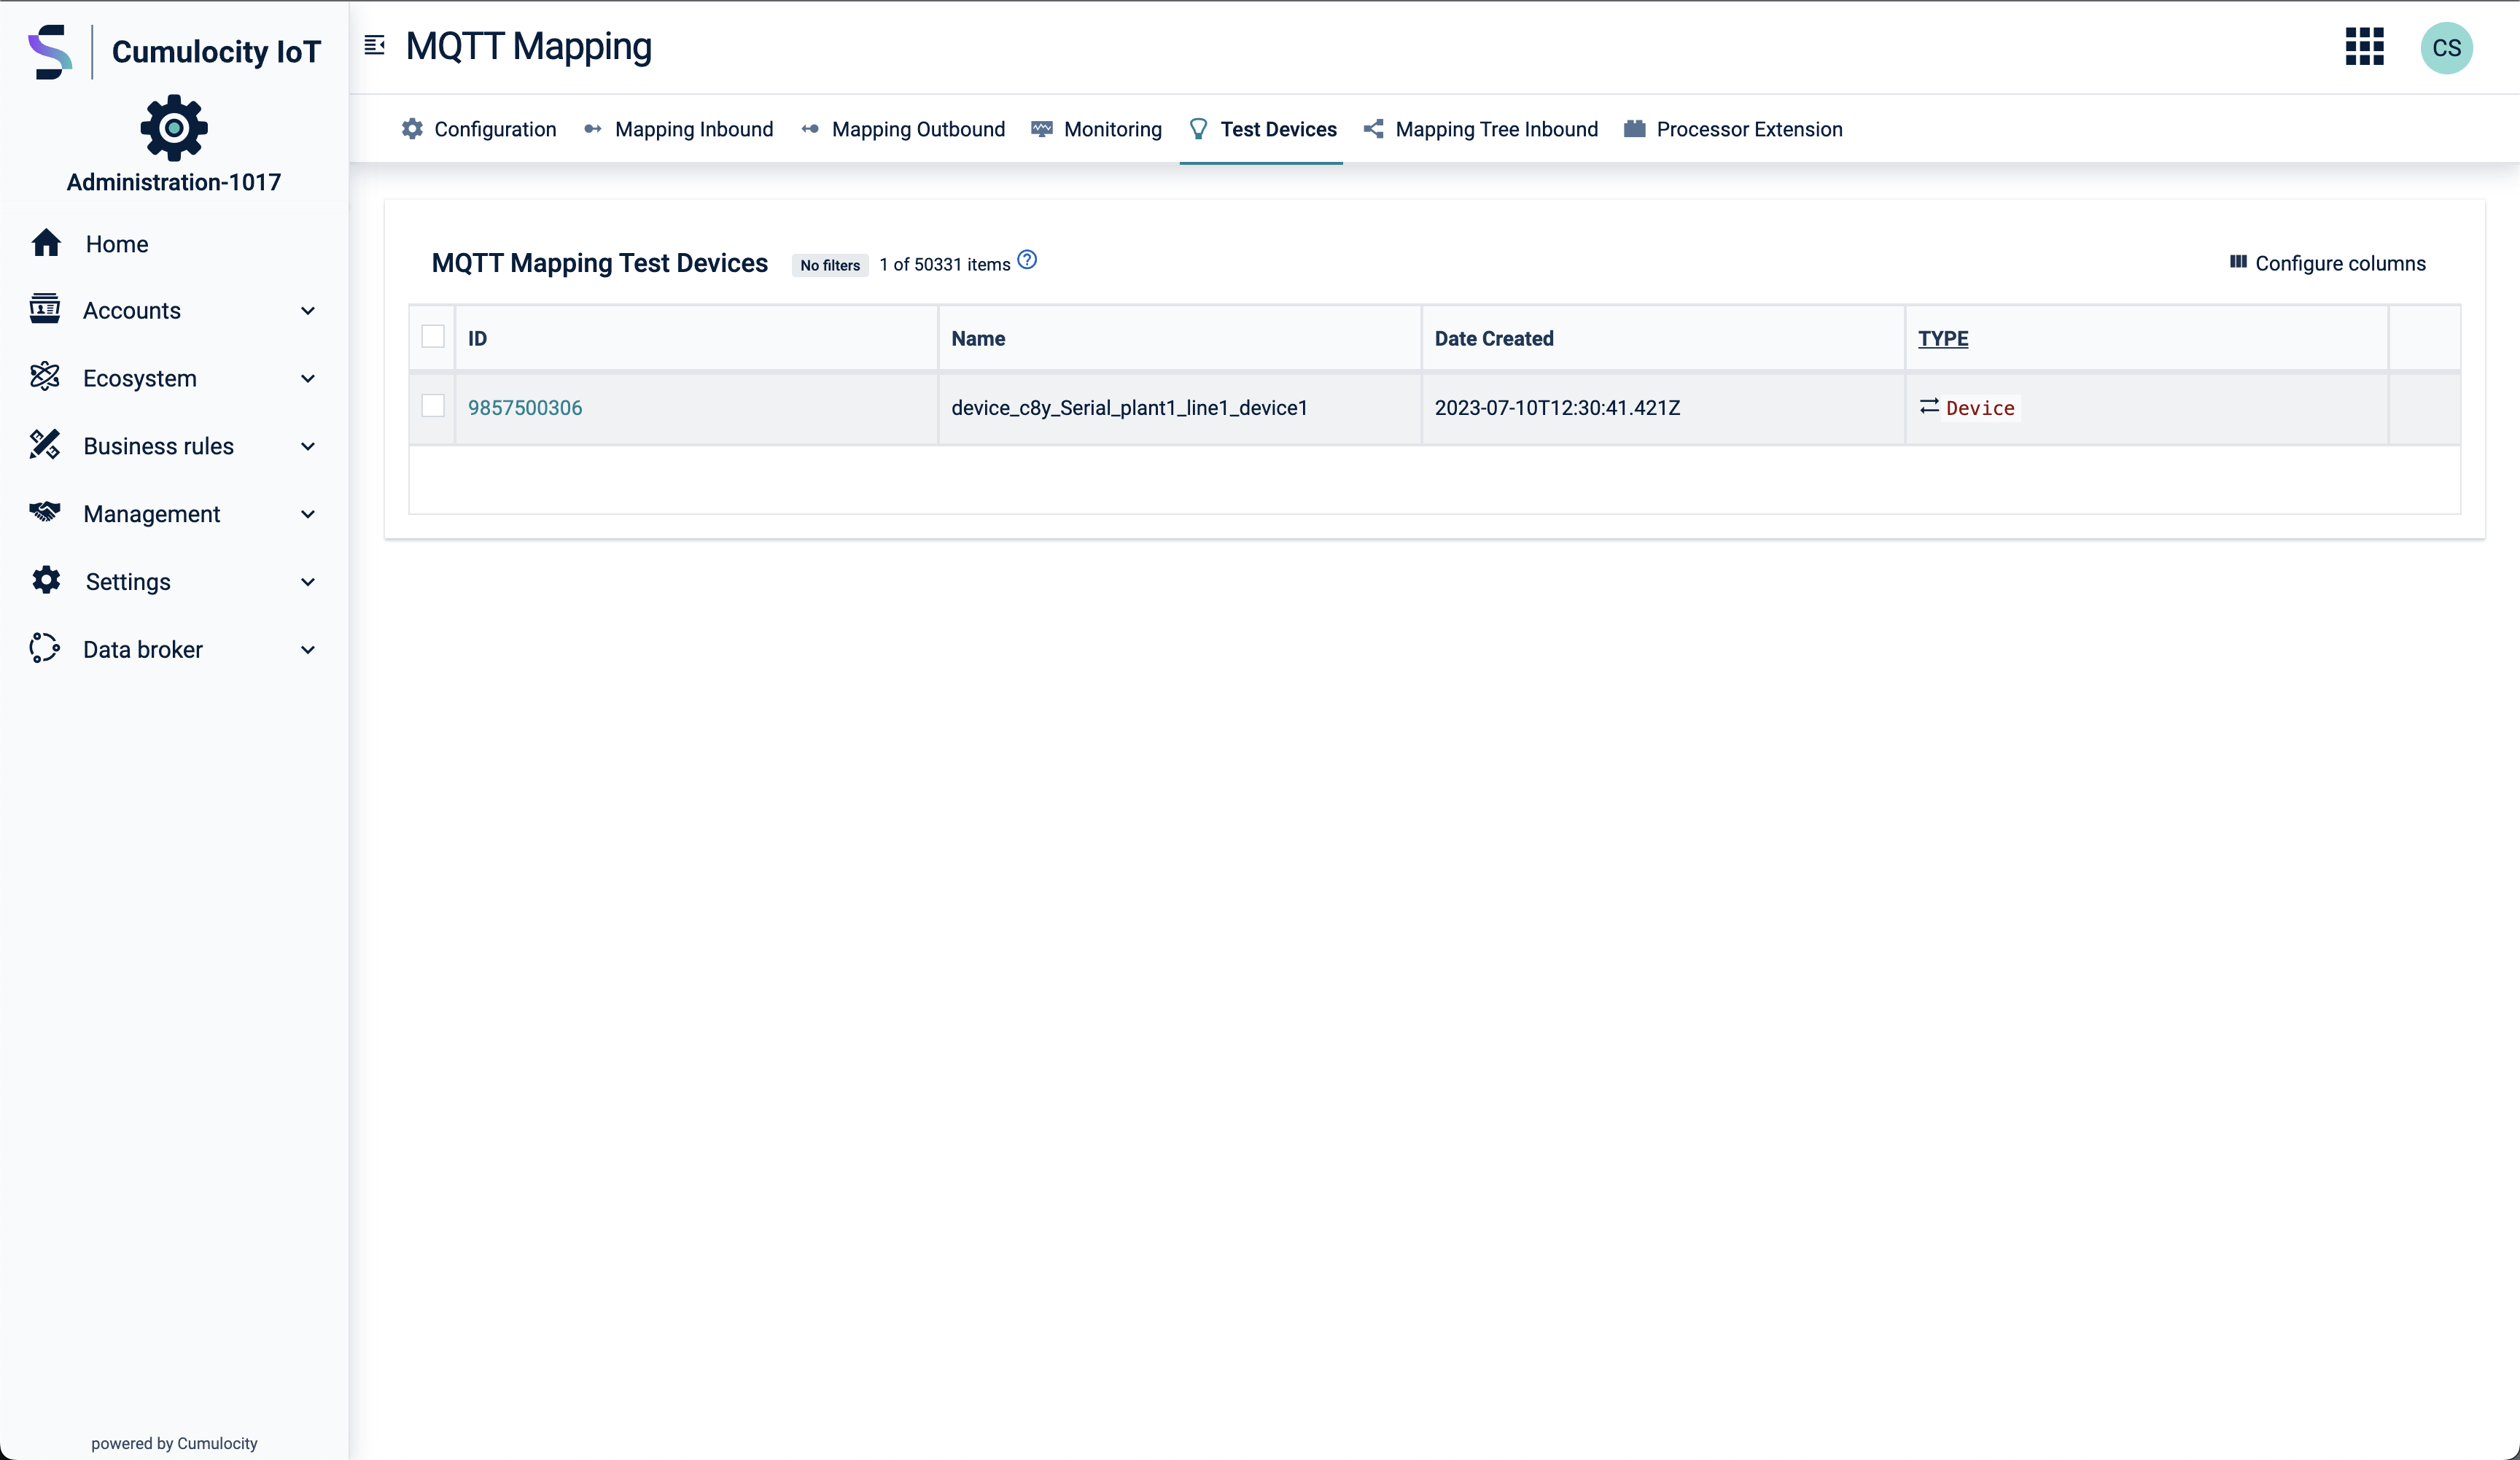 Cumulocity IoT
Administration-1017
Home
Accounts
Ecosystem
Business rules
Management
Settings
Data broker
powered by Cumulocity
MQTT Mapping
CS
Configuration Mapping Inbound Mapping Outbound Monitoring Test Devices Mapping Tree Inbound Processor Extension
MQTT Mapping Test Devices No filters 1 of 50331 items ? Configure columns
ID Name Date Created TYPE
9857500306 device_c8y_Serial_plant1_line1_device1 2023-07-10T12:30:41.421Z Device